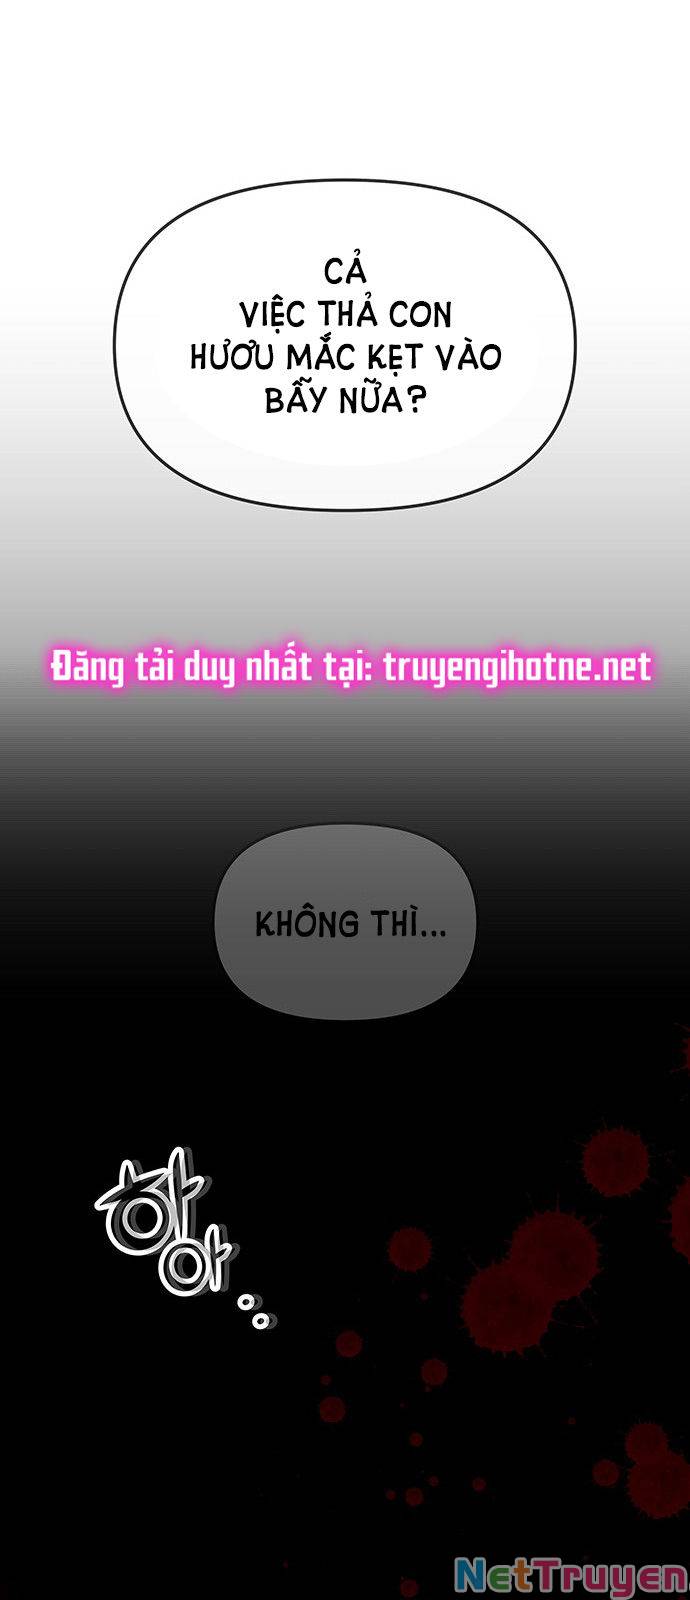 CẢ
VIỆC THẢ CON
HƯƠU MẮC KẸT VÀO
BẪY NỮA?
Đăng tải duy nhất tại: truyengihotne.net
KHÔNG THÌ...
하
아..
NetTruyen